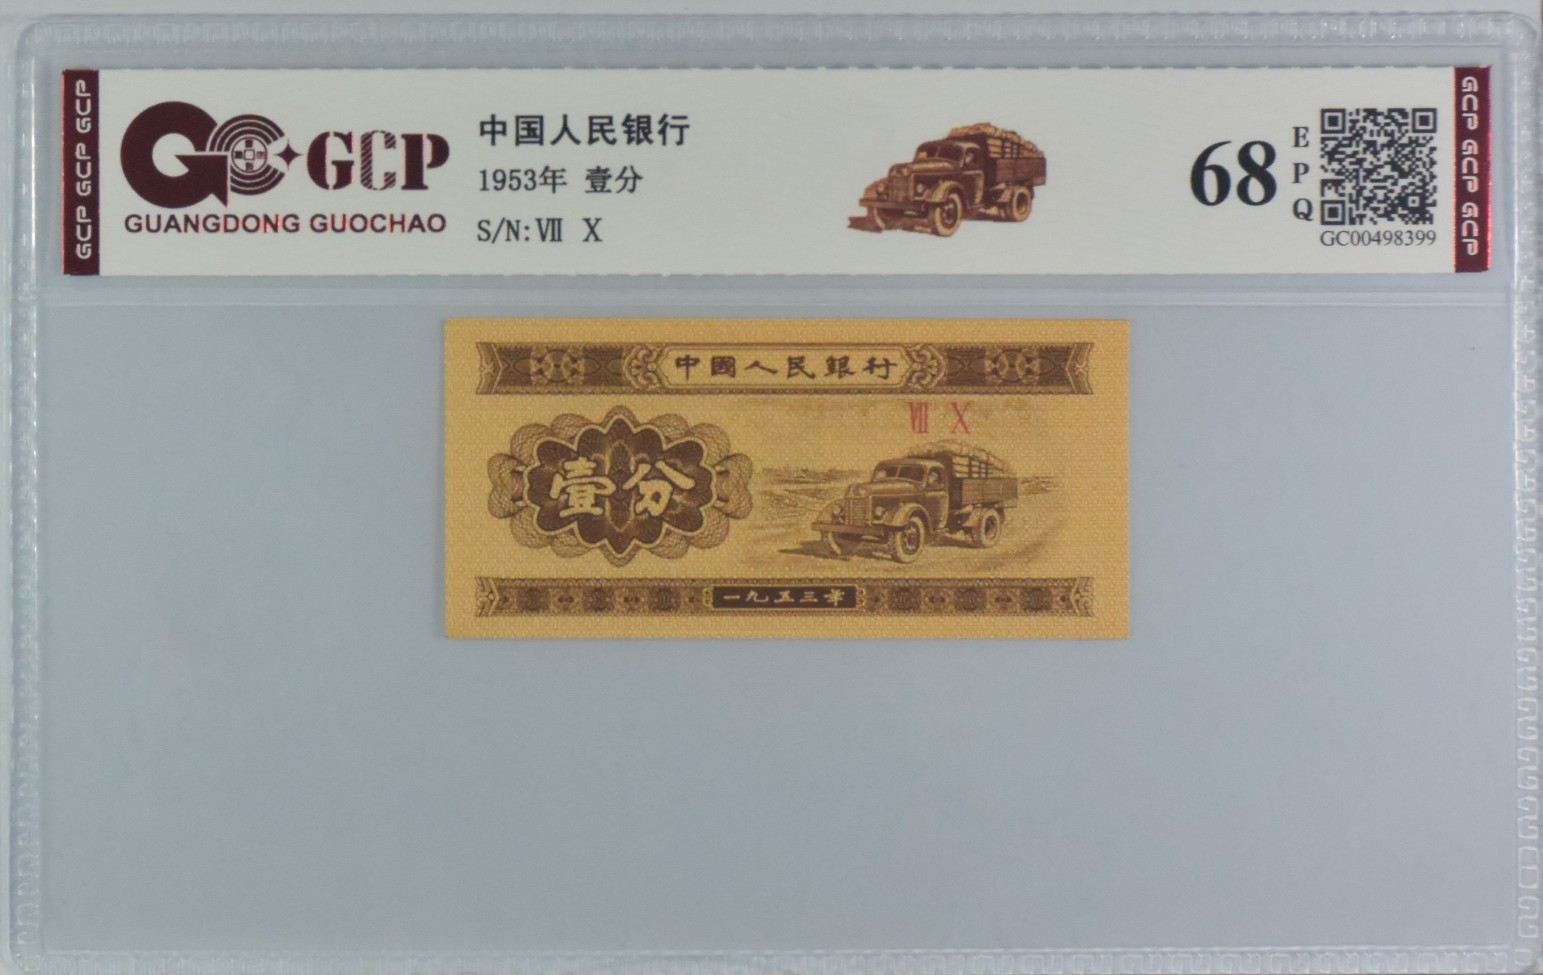 GCP GCP GCP
GCP
GUANGDONG GUOCHAO
中国人民银行
1953年 壹分
S/N:Ⅶ Ⅹ
68
EPQ
GC00498399
GCP GCP GCP
中國人民銀行
Ⅶ Ⅹ
壹分
一九五三年